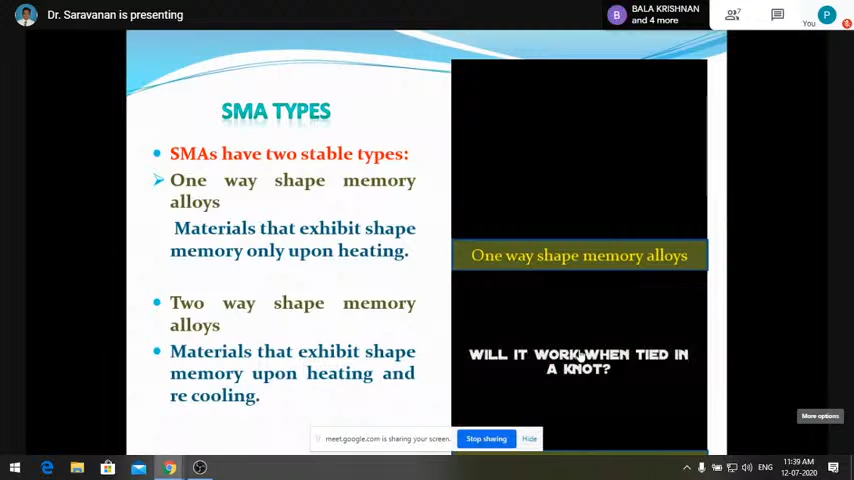 Dr. Saravanan is presenting
B
BALA KRISHNAN
and 4 more
7
You
P
SMA TYPES
SMAs have two stable types:
One way shape memory
alloys
Materials that exhibit shape
memory only upon heating.
Two way shape memory
alloys
Materials that exhibit shape
memory upon heating and
re cooling.
One way shape memory alloys
WILL IT WORK WHEN TIED IN
A KNOT?
More options
meet.google.com is sharing your screen.
Stop sharing
Hide
ENG
11:39 AM
12-07-2020